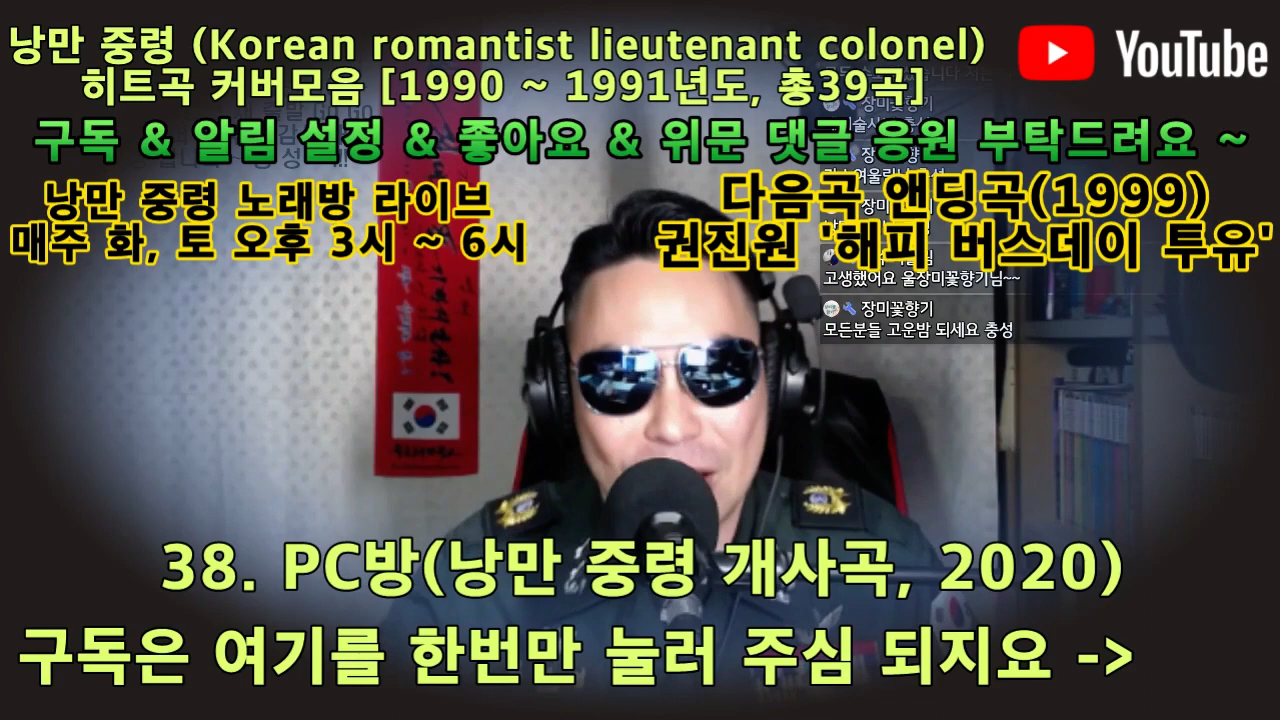 낭만 중령 (Korean romantist lieutenant colonel)
히트곡 커버모음 [1990 ~ 1991년도, 총39곡]
YouTube
구독 & 알림 설정 & 좋아요 & 위문 댓글 응원 부탁드려요 ~
낭만 중령 노래방 라이브
매주 화, 토 오후 3시 ~ 6시
다음곡 앤딩곡(1999)
권진원 '해피 버스데이 투유'
장미꽃향기
고생했어요 울장미꽃향기님~~
장미꽃향기
모든분들 고운밤 되세요 충성
38. PC방(낭만 중령 개사곡, 2020)
구독은 여기를 한번만 눌러 주심 되지요 ->